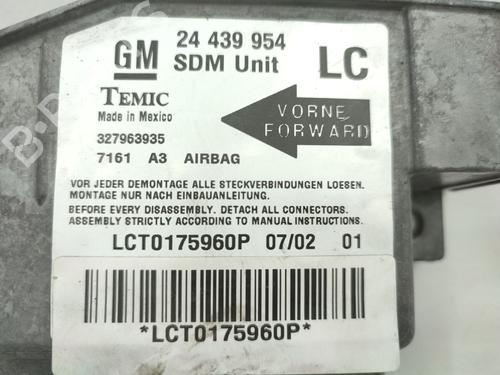 GM 24 439 954 LC
SDM Unit
TEMIC
Made in Mexico
VORNE
FORWARD
327963935
7161 A3 AIRBAG
VOR JEDER DEMONTAGE ALLE STECKVERBINDUNGEN LOESEN.
MONTAGE NUR NACH EINBAUANLEITUNG.
BEFORE EVERY DISASSEMBLY. DETACH ALL CONNECTORS.
ASSEMBLY STRICTLY ACCORDING TO MANUAL INSTRUCTIONS.
LCT0175960P 07/02 01
*LCT0175960P*